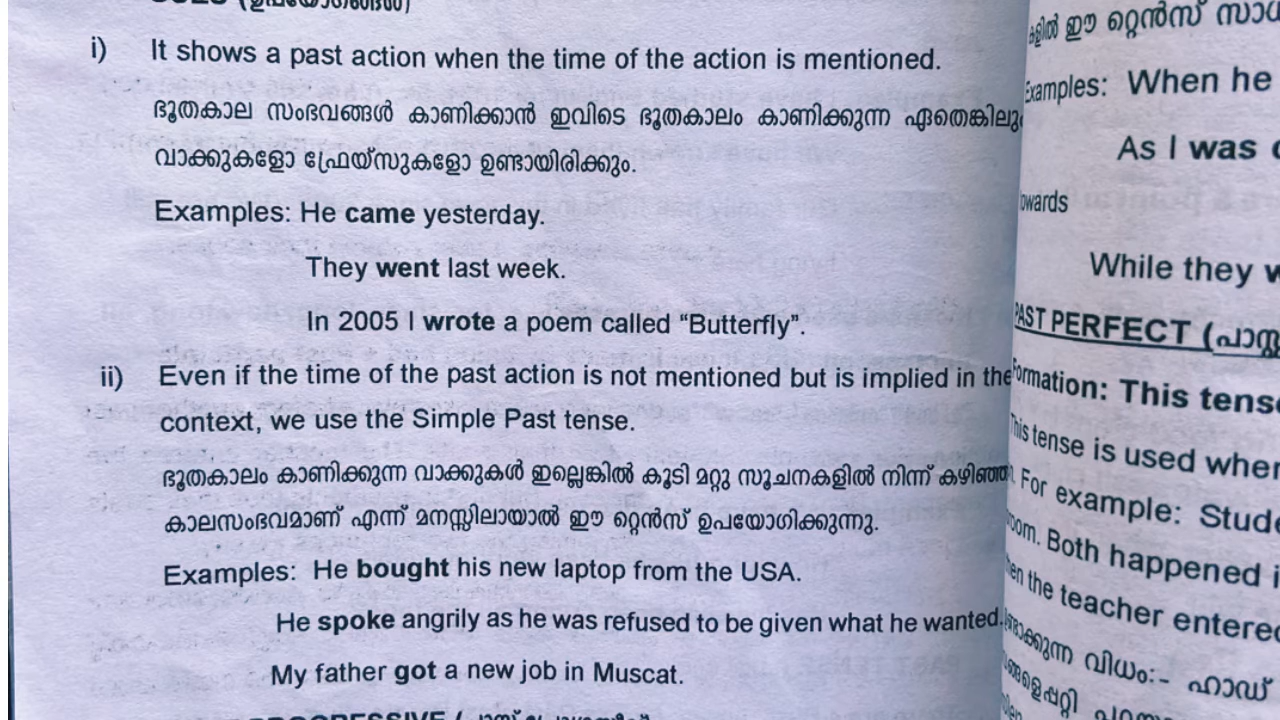 (ഉപയോഗങ്ങൾ)
i) It shows a past action when the time of the action is mentioned.
ഭൂതകാല സംഭവങ്ങൾ കാണിക്കാൻ ഇവിടെ ഭൂതകാലം കാണിക്കുന്ന ഏതെങ്കിലും
വാക്കുകളോ ഫ്രേയ്സുകളോ ഉണ്ടായിരിക്കും.
Examples: He came yesterday.
They went last week.
In 2005 I wrote a poem called “Butterfly”.
ii) Even if the time of the past action is not mentioned but is implied in the
context, we use the Simple Past tense.
ഭൂതകാലം കാണിക്കുന്ന വാക്കുകൾ ഇല്ലെങ്കിൽ കൂടി മറ്റു സൂചനകളിൽ നിന്ന് കഴിഞ്ഞ
കാലസംഭവമാണ് എന്ന് മനസ്സിലായാൽ ഈ റ്റെൻസ് ഉപയോഗിക്കുന്നു.
Examples: He bought his new laptop from the USA.
He spoke angrily as he was refused to be given what he wanted.
My father got a new job in Muscat.
ഈ റ്റെൻസ്
Examples: When he
As I was
owards
While they
PAST PERFECT
Formation: This tense
This tense is used when
For example:
oom. Both happened
en the teacher entered
വിധം:- ഹാഡ്